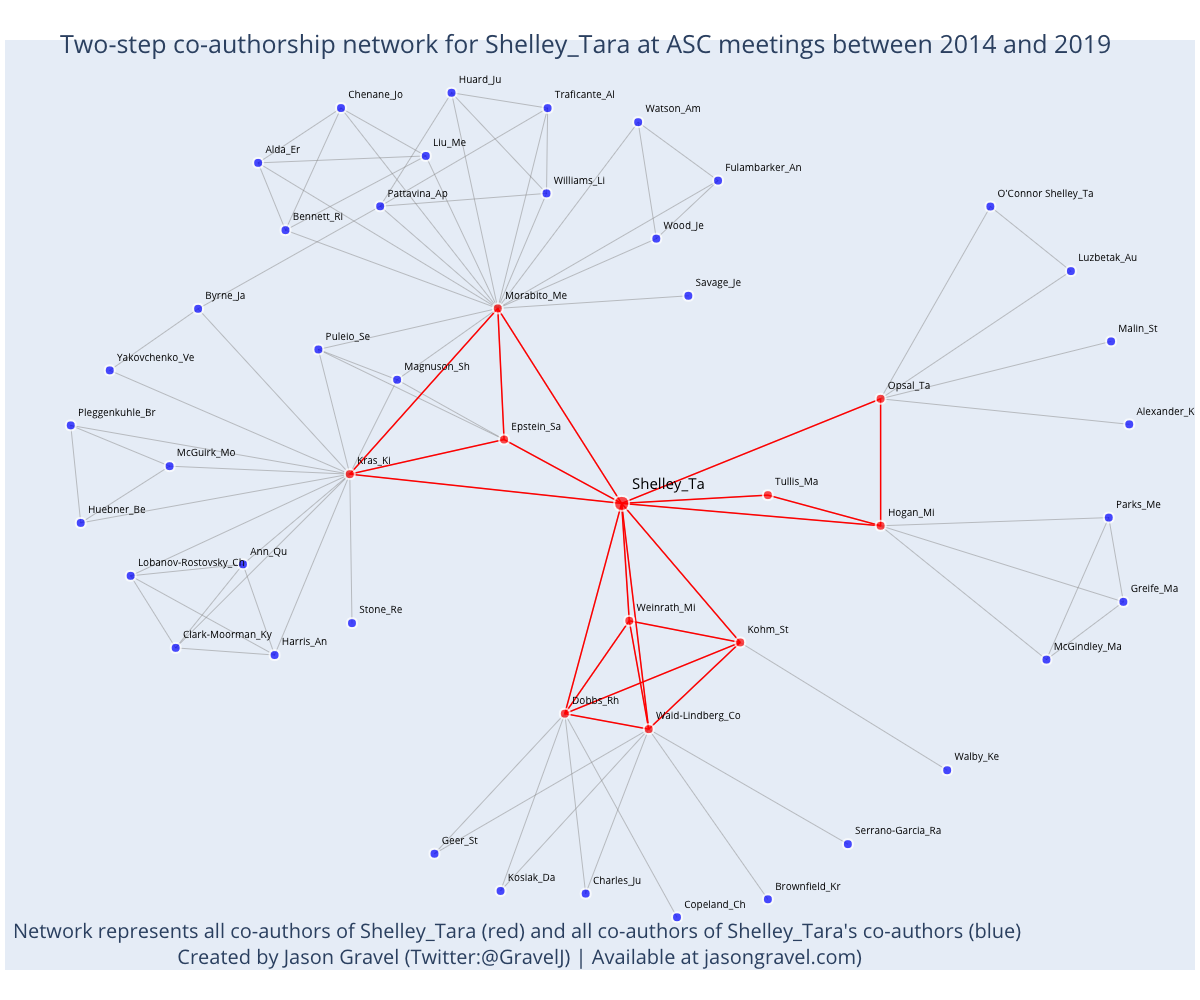 Two-step co-authorship network for Shelley_Tara at ASC meetings between 2014 and 2019
Huard_Ju
Chenane_Jo
Traficante_Al
Watson_Am
Liu_Me
Alda_Er
Fulambarker_An
Williams_Li
Pattavina_Ap
O'Connor Shelley_Ta
Bennett_Ri
Wood_Je
Luzbetak_Au
Savage_Je
Byrne_Ja
Morabito_Me
Malin_St
Puleio_Se
Yakovchenko_Ve
Magnuson_Sh
Opsal_Ta
Pleggenkuhle_Br
Alexander_K
Epstein_Sa
McGuirk_Mo
Kras_Ki
Shelley_Ta
Tullis_Ma
Parks_Me
Huebner_Be
Hogan_Mi
Ann_Qu
Lobanov-Rostovsky_Ch
Greife_Ma
Stone_Re
Weinrath_Mi
Clark-Moorman_Ky
Harris_An
Kohm_St
McGindley_Ma
Dobbs_Rh
Waid-Lindberg_Co
Walby_Ke
Serrano-Garcia_Ra
Geer_St
Kosiak_Da
Charles_Ju
Brownfield_Kr
Copeland_Ch
Network represents all co-authors of Shelley_Tara (red) and all co-authors of Shelley_Tara's co-authors (blue)
Created by Jason Gravel (Twitter:@GravelJ) | Available at jasongravel.com)